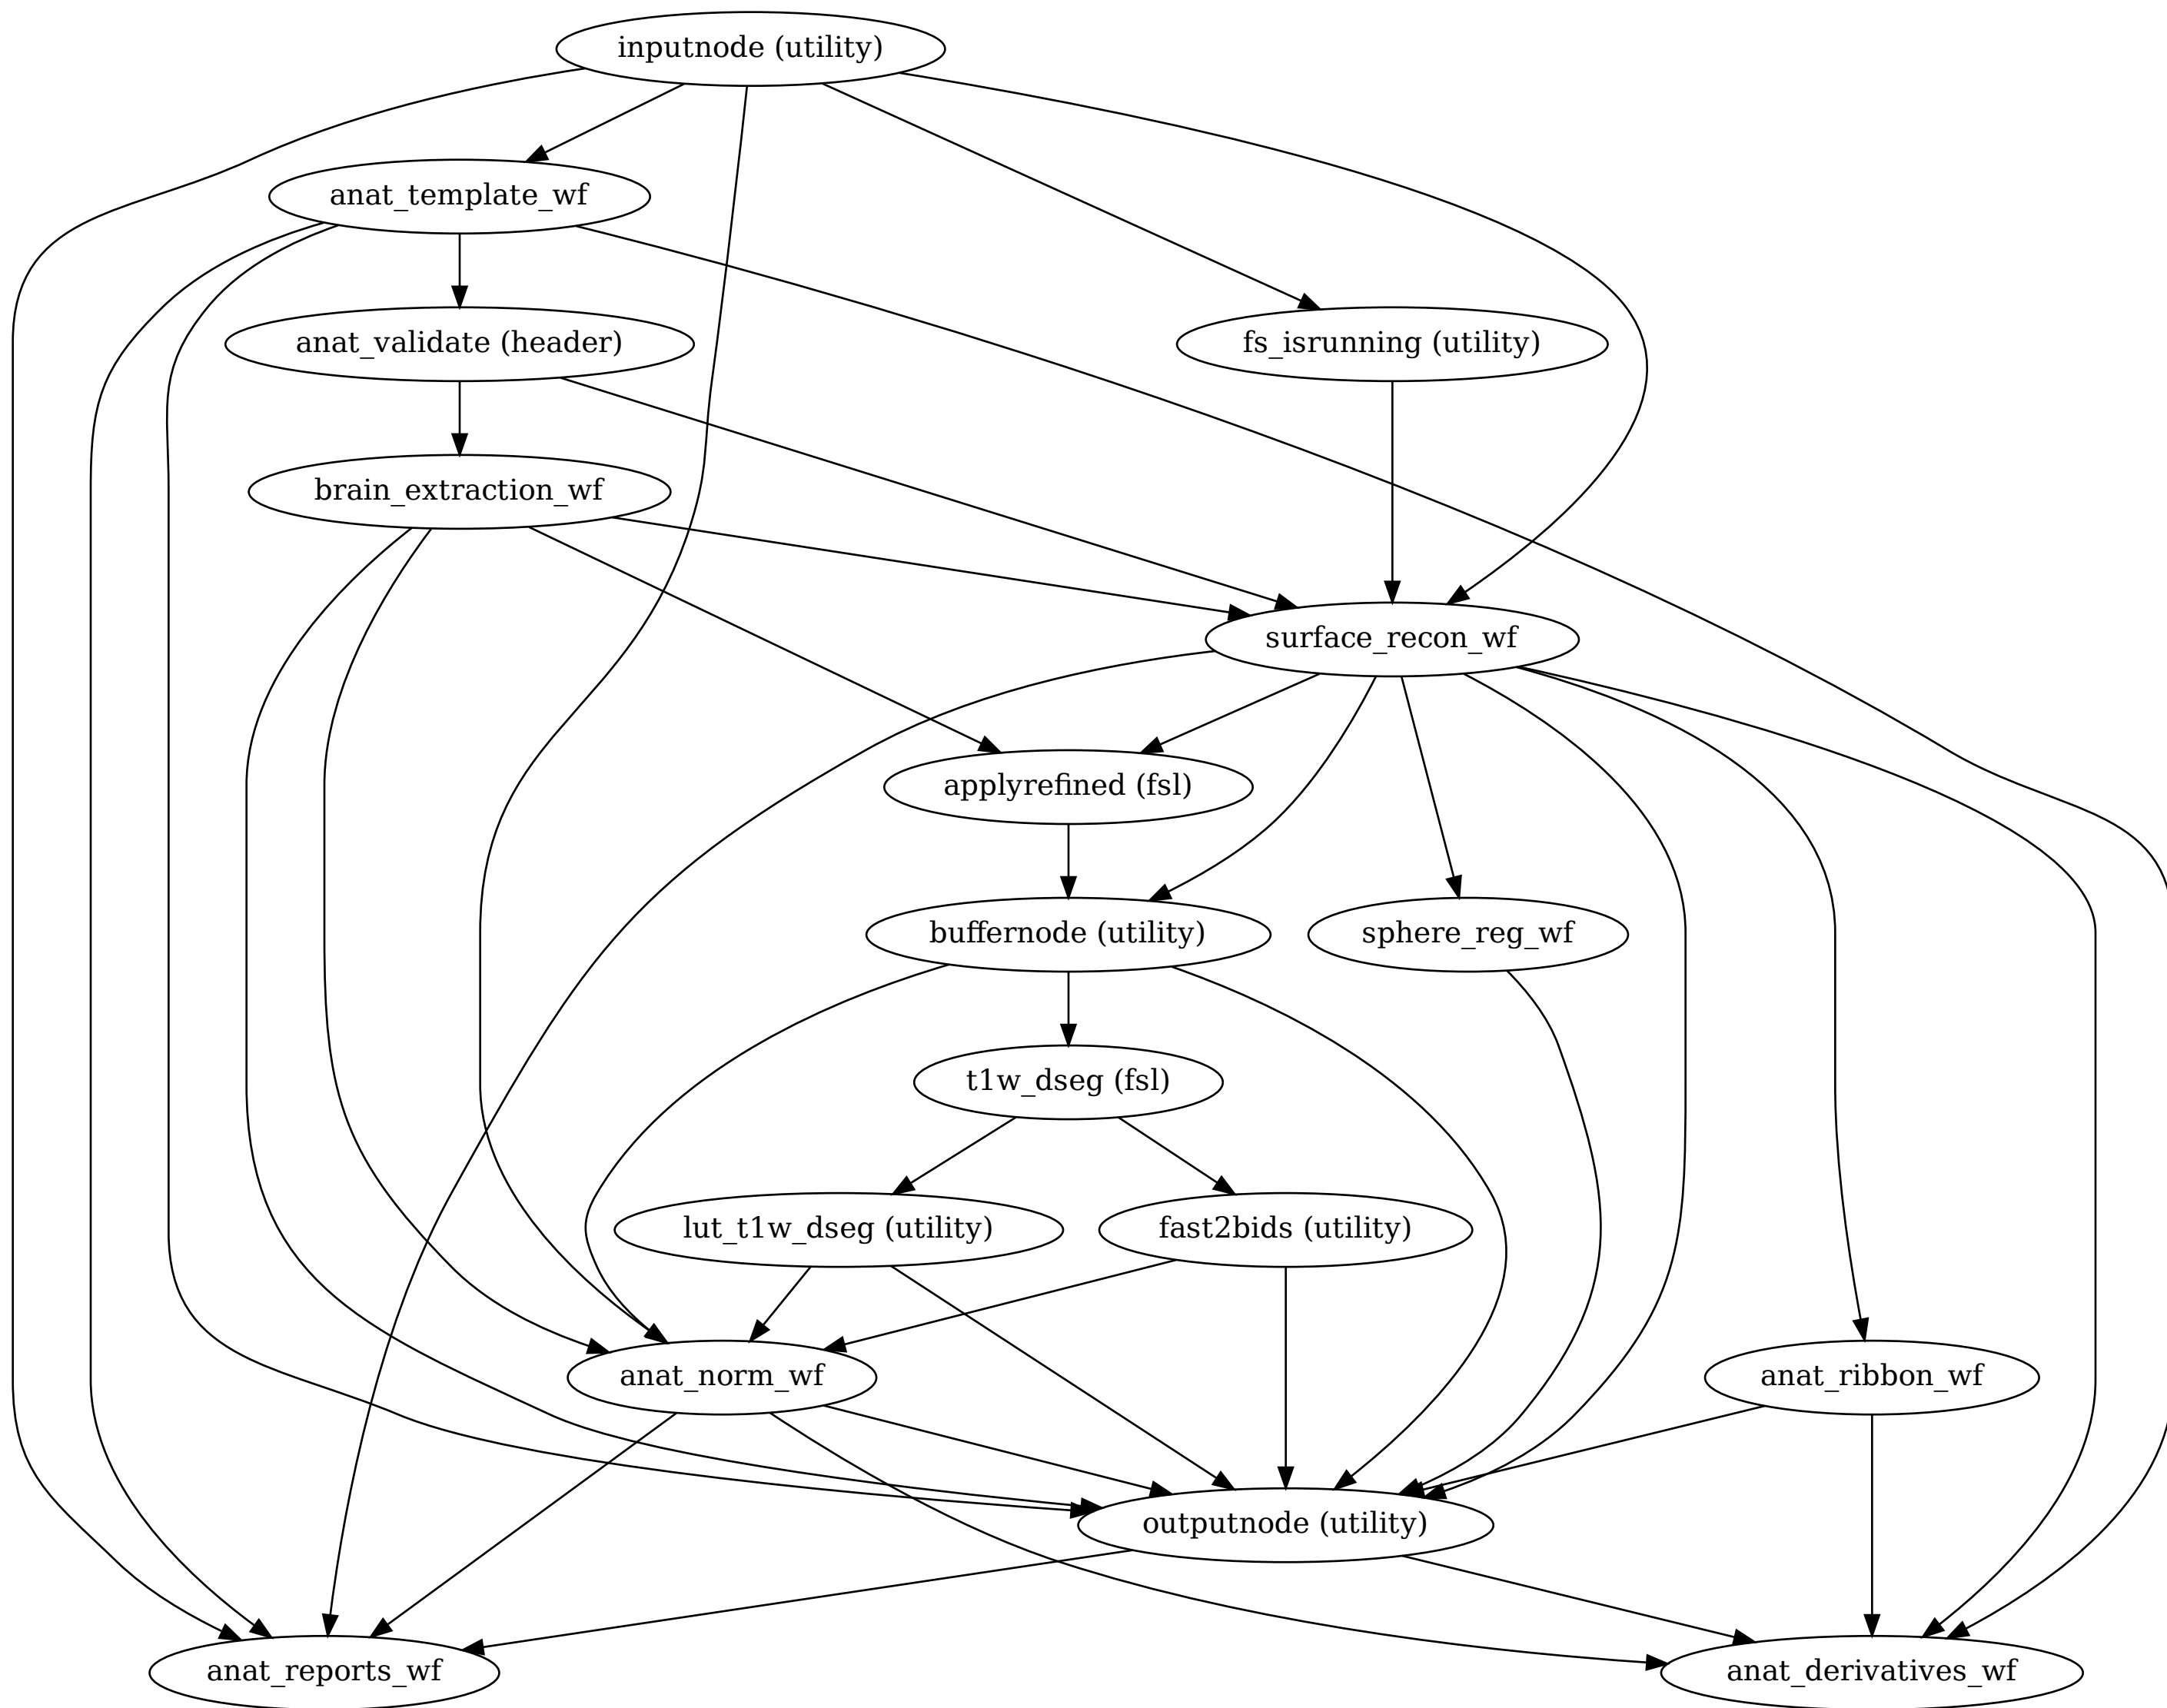 inputnode (utility)
anat_template_wf
anat_validate (header)
fs_isrunning (utility)
brain_extraction_wf
surface_recon_wf
applyrefined (fsl)
buffernode (utility)
sphere_reg_wf
t1w_dseg (fsl)
lut_t1w_dseg (utility)
fast2bids (utility)
anat_norm_wf
anat_ribbon_wf
outputnode (utility)
anat_reports_wf
anat_derivatives_wf